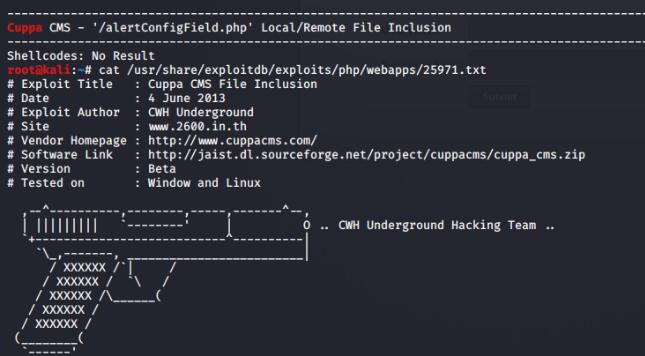 Cuppa CMS - '/alertConfigField.php' Local/Remote File Inclusion
Shellcodes: No Result
root@kali:~# cat /usr/share/exploitdb/exploits/php/webapps/25971.txt
# Exploit Title   : Cuppa CMS File Inclusion
# Date            : 4 June 2013
# Exploit Author  : CWH Underground
# Site            : www.2600.in.th
# Vendor Homepage : http://www.cuppacms.com/
# Software Link   : http://jaist.dl.sourceforge.net/project/cuppacms/cuppa_cms.zip
# Version         : Beta
# Tested on       : Window and Linux
O .. CWH Underground Hacking Team ..
XXXXXX
XXXXXX
XXXXXX
XXXXXX
XXXXXX
Submit